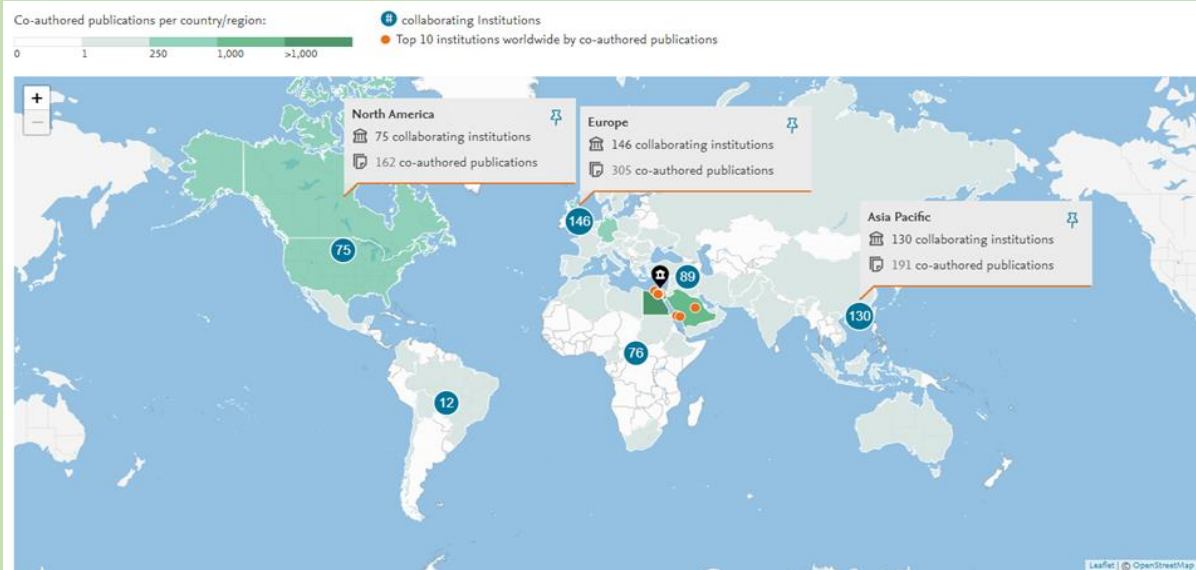 Co-authored publications per country/region:
0 1 250 1,000 >1,000
# collaborating Institutions
Top 10 institutions worldwide by co-authored publications
+
−
North America
75 collaborating institutions
162 co-authored publications
Europe
146 collaborating institutions
305 co-authored publications
Asia Pacific
130 collaborating institutions
191 co-authored publications
75
146
89
130
76
12
Leaflet | © OpenStreetMap